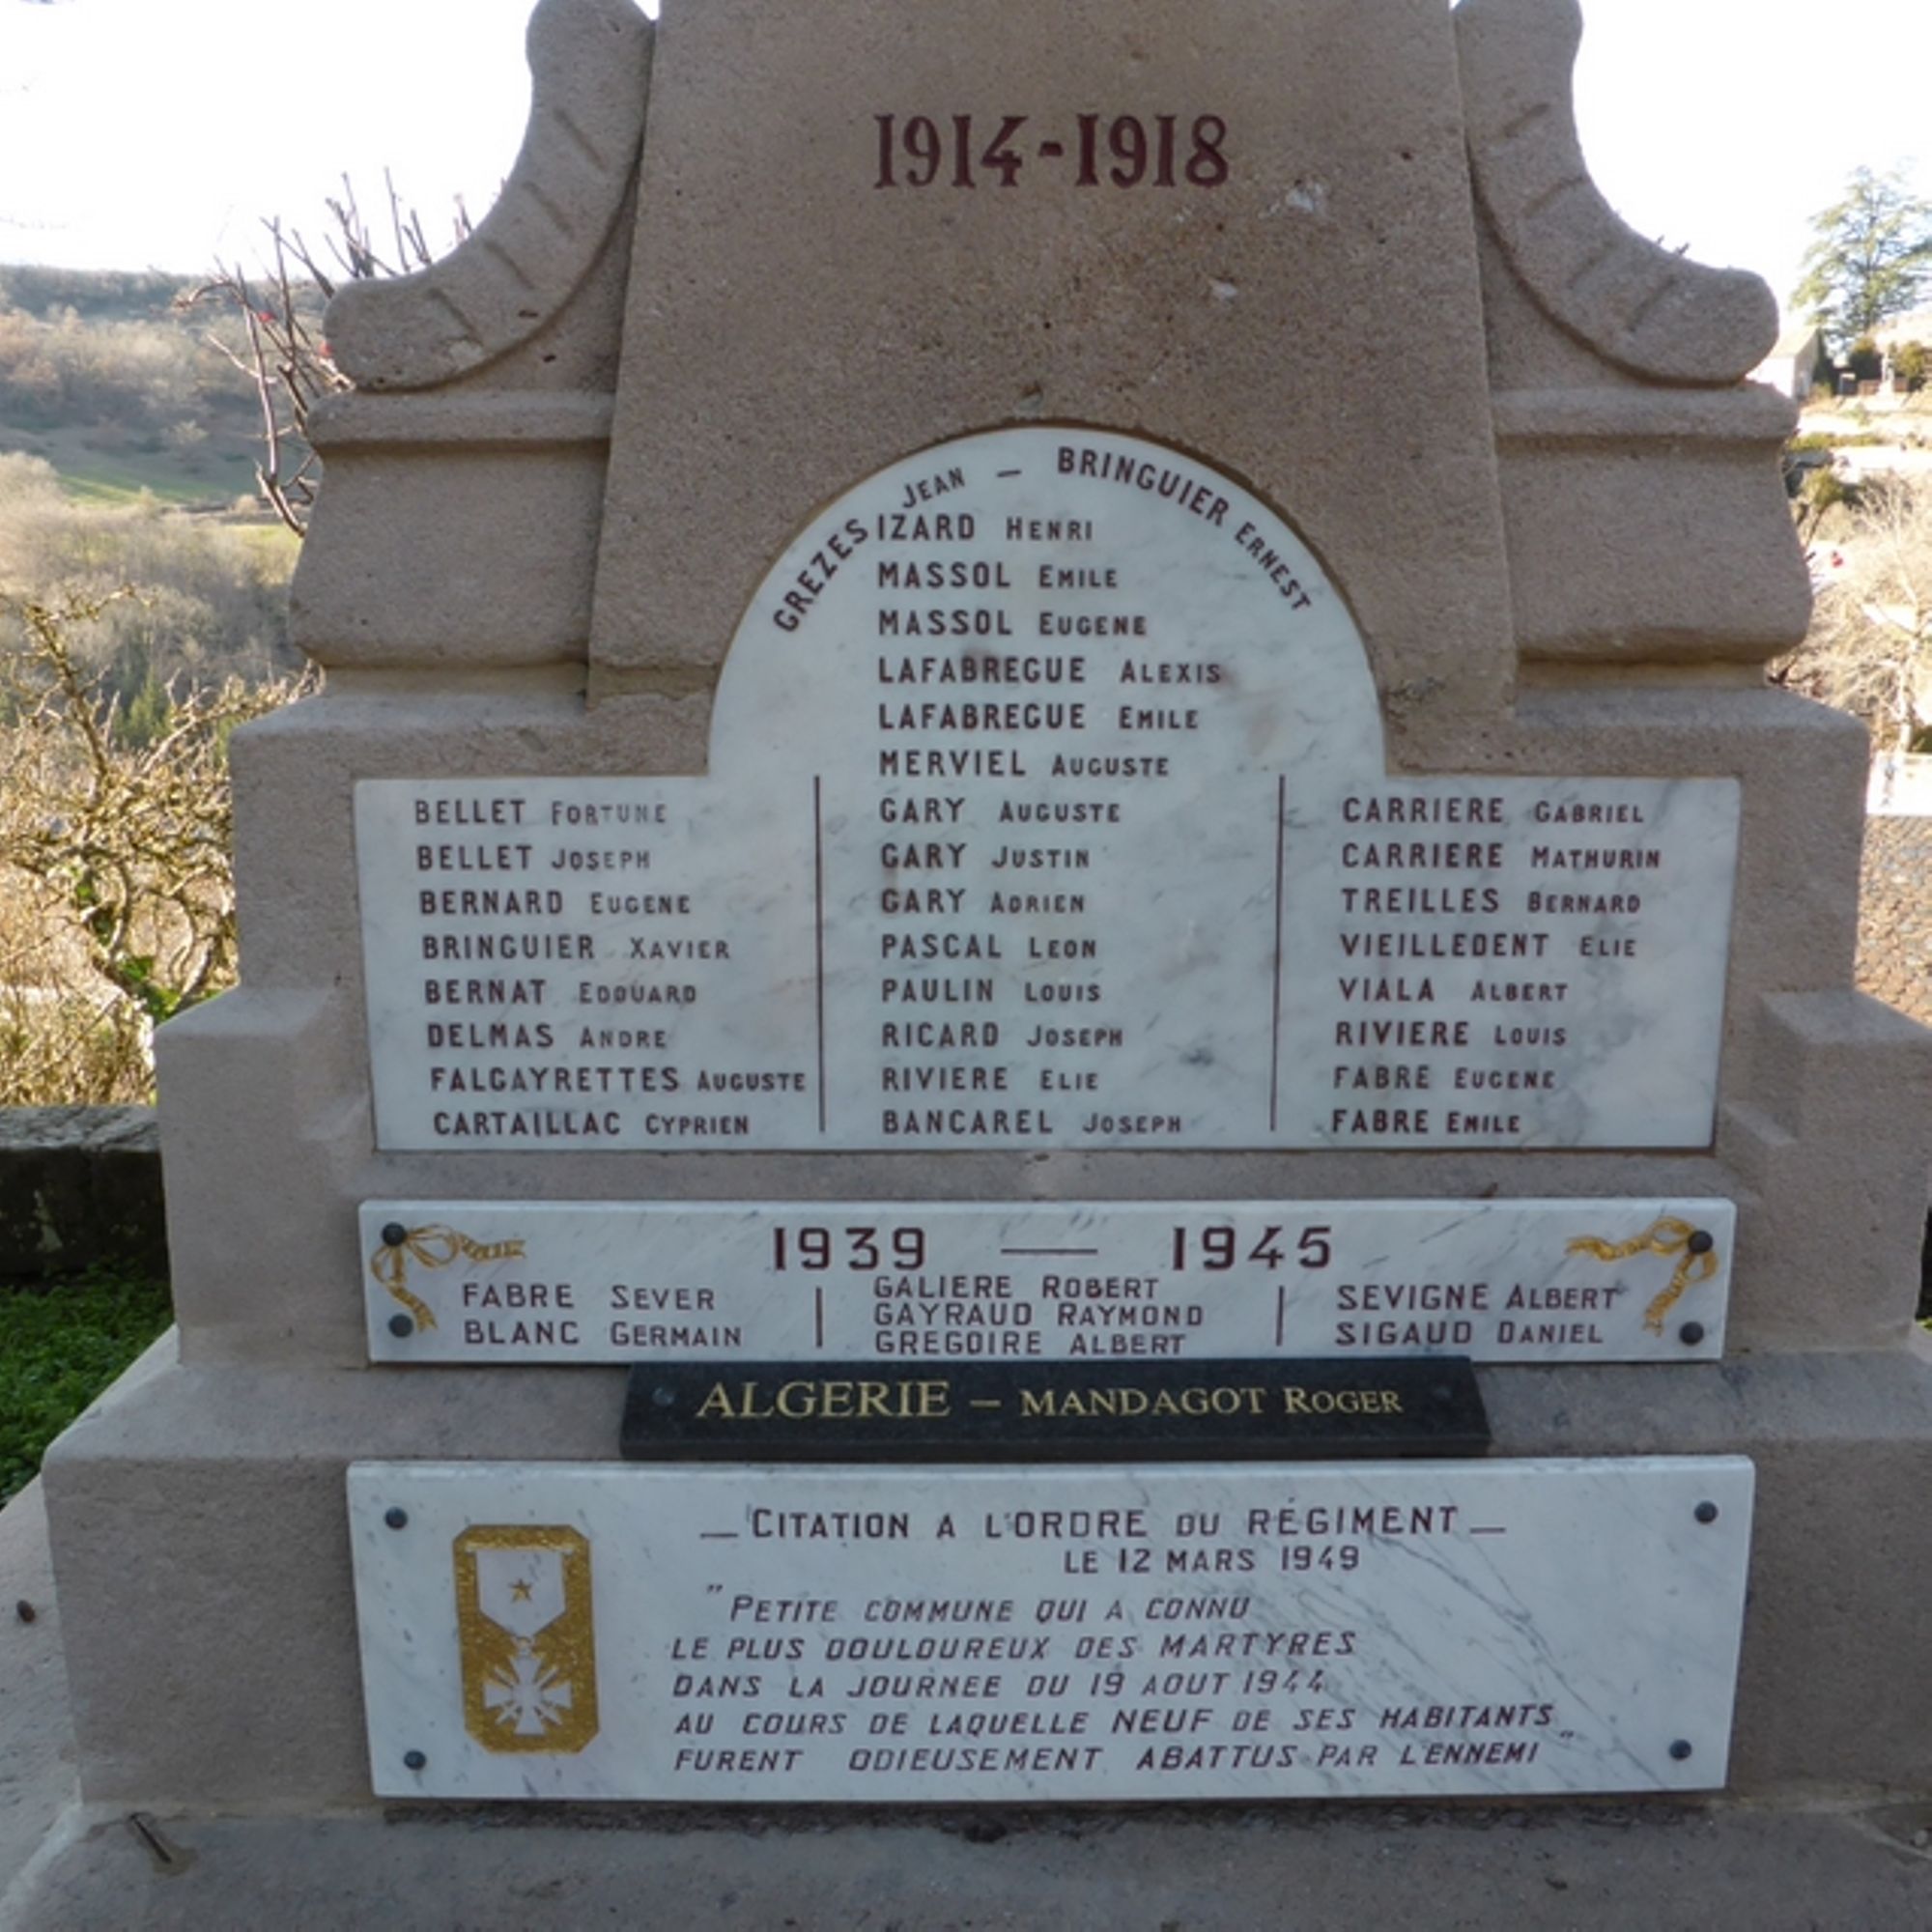 1914-1918
GREZES JEAN - BRINGUIER ERNEST
IZARD HENRI
MASSOL EMILE
MASSOL EUGENE
LAFABREGUE ALEXIS
LAFABREGUE EMILE
MERVIEL AUGUSTE
BELLET FORTUNE
BELLET JOSEPH
BERNARD EUGENE
BRINGUIER XAVIER
BERNAT EDOUARD
DELMAS ANDRE
FALGAYRETTES AUGUSTE
CARTAILLAC CYPRIEN
GARY AUGUSTE
GARY JUSTIN
GARY ADRIEN
PASCAL LEON
PAULIN LOUIS
RICARD JOSEPH
RIVIERE ELIE
BANCAREL JOSEPH
CARRIERE GABRIEL
CARRIERE MATHURIN
TREILLES BERNARD
VIEILLEDENT ELIE
VIALA ALBERT
RIVIERE LOUIS
FABRE EUGENE
FABRE EMILE
1939 — 1945
FABRE SEVER
BLANC GERMAIN
GALIERE ROBERT
GAYRAUD RAYMOND
GREGOIRE ALBERT
SEVIGNE ALBERT
SIGAUD DANIEL
ALGERIE – MANDAGOT ROGER
— CITATION A L'ORDRE DU RÉGIMENT —
LE 12 MARS 1949
" PETITE COMMUNE QUI A CONNU
LE PLUS DOULOUREUX DES MARTYRES
DANS LA JOURNEE DU 19 AOUT 1944
AU COURS DE LAQUELLE NEUF DE SES HABITANTS
FURENT ODIEUSEMENT ABATTUS PAR L'ENNEMI "